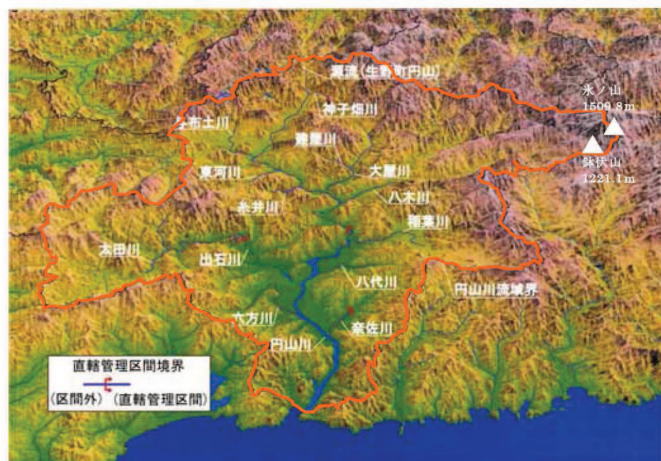 源流（生野町円山）
氷ノ山
1509.8m
神子畑川
与布土川
建屋川
鉢伏山
1221.1m
東河川
大屋川
八木川
糸井川
稲葉川
太田川
出石川
八代川
円山川流域界
六方川
奈佐川
円山川
直轄管理区間境界
(区間外)
(直轄管理区間)